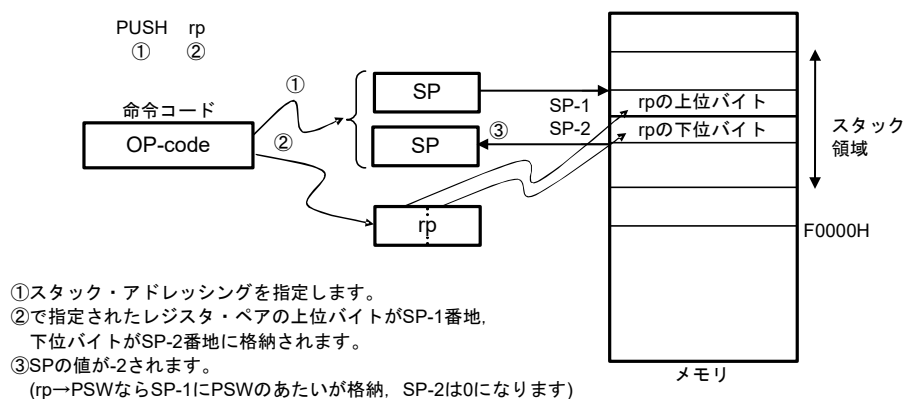 PUSH rp
① ②
命令コード
OP-code
①
②
SP
SP
③
rp
SP-1
SP-2
rpの上位バイト
rpの下位バイト
スタック
領域
F0000H
メモリ
①スタック・アドレッシングを指定します。
②で指定されたレジスタ・ペアの上位バイトがSP-1番地,
下位バイトがSP-2番地に格納されます。
③SPの値が-2されます。
(rp→PSWならSP-1にPSWのあたいが格納,SP-2は0になります)